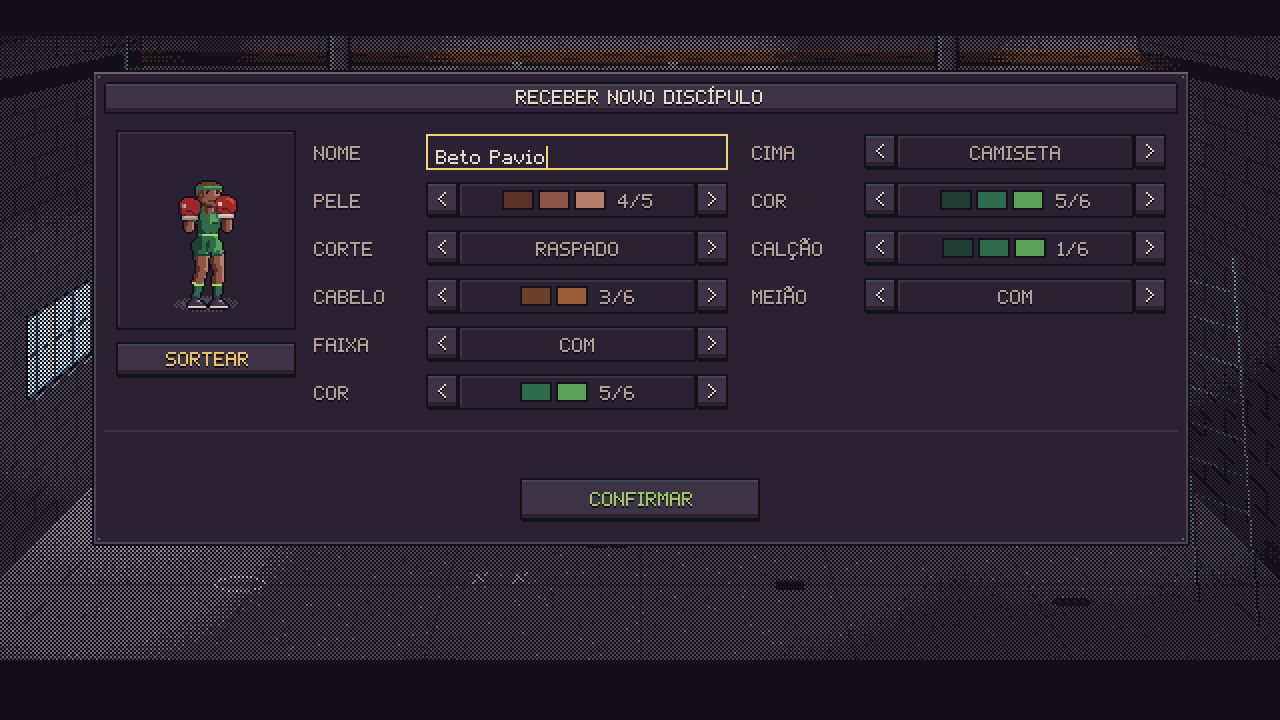 RECEBER NOVO DISCÍPULO
NOME Beto Pavio CIMA < CAMISETA >
PELE < 4/5 > COR < 5/6 >
CORTE < RASPADO > CALÇÃO < 1/6 >
CABELO < 3/6 > MEIÃO < COM >
SORTEAR FAIXA < COM >
COR < 5/6 >
CONFIRMAR